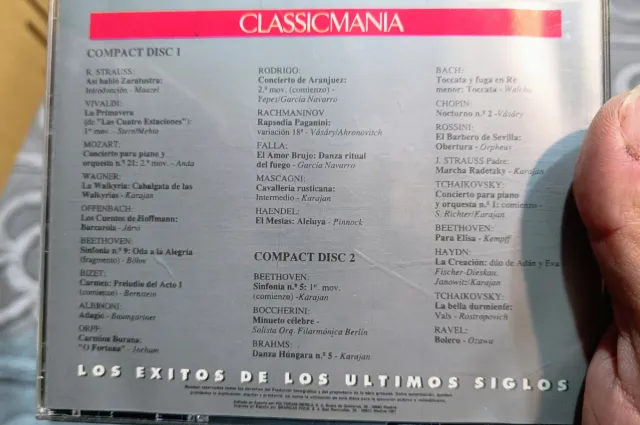 CLASSICMANIA
COMPACT DISC 1
R. STRAUSS:
Así habló Zaratustra:
Introducción - Maazel
VIVALDI:
La Primavera
(de "Las Cuatro Estaciones"):
1.er mov. - Stern/Mehta
MOZART:
Concierto para piano y
orquesta n.º 21: 2.º mov. - Anda
WAGNER:
La Walkyria: Cabalgata de las
Walkyrias - Karajan
OFFENBACH:
Los Cuentos de Hoffmann:
Barcarola - Järvi
BEETHOVEN:
Sinfonía n.º 9: Oda a la Alegría
(fragmento) - Böhm
BIZET:
Carmen: Preludio del Acto I
(comienzo) - Bernstein
ALBINONI:
Adagio - Baumgartner
ORFF:
Carmina Burana:
"O Fortuna" - Jochum
RODRIGO:
Concierto de Aranjuez:
2.º mov. (comienzo) -
Yepes/García Navarro
RACHMANINOV:
Rapsodia Paganini:
variación 18ª - Vásáry/Ahronovitch
FALLA:
El Amor Brujo: Danza ritual
del fuego - García Navarro
MASCAGNI:
Cavalleria rusticana:
Intermedio - Karajan
HAENDEL:
El Mesías: Aleluya - Pinnock
COMPACT DISC 2
BEETHOVEN:
Sinfonía n.º 5: 1.er mov.
(comienzo) - Karajan
BOCCHERINI:
Minueto célebre -
Solista Orq. Filarmónica Berlín
BRAHMS:
Danza Húngara n.º 5 - Karajan
BACH:
Toccata y fuga en Re
menor: Toccata - Walcha
CHOPIN:
Nocturno n.º 2 - Vásáry
ROSSINI:
El Barbero de Sevilla:
Obertura - Orpheus
J. STRAUSS Padre:
Marcha Radetzky - Karajan
TCHAIKOVSKY:
Concierto para piano
y orquesta n.º 1: comienzo -
S. Richter/Karajan
BEETHOVEN:
Para Elisa - Kempff
HAYDN:
La Creación: dúo de Adán y Eva
Fischer-Dieskau,
Janowitz/Karajan
TCHAIKOVSKY:
La bella durmiente:
Vals - Rostropovich
RAVEL:
Bolero - Ozawa
LOS EXITOS DE LOS ULTIMOS SIGLOS